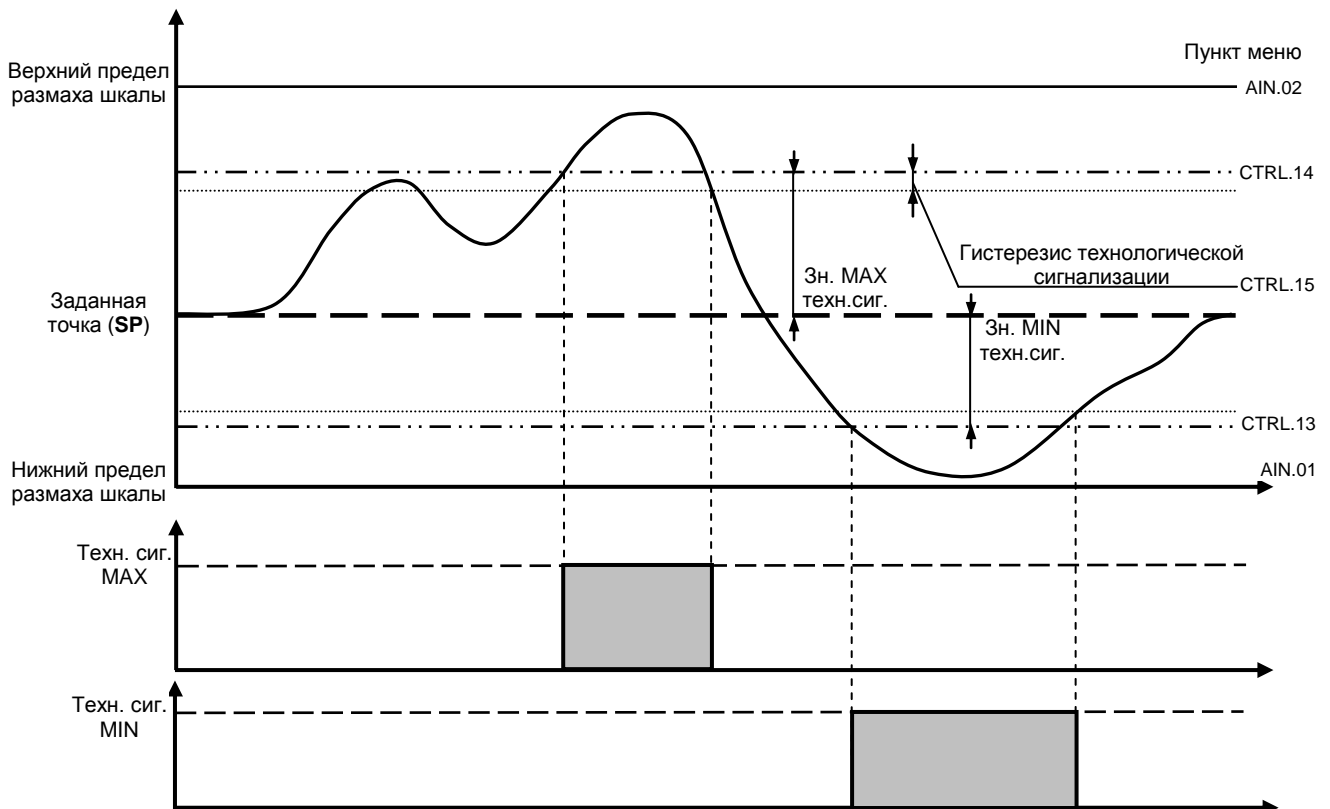 Пункт меню
Верхний предел
размаха шкалы
AIN.02
CTRL.14
Гистерезис технологической
сигнализации
Зн. MAX
техн.сиг.
CTRL.15
Заданная
точка (SP)
Зн. MIN
техн.сиг.
CTRL.13
Нижний предел
размаха шкалы
AIN.01
Техн. сиг.
MAX
Техн. сиг.
MIN